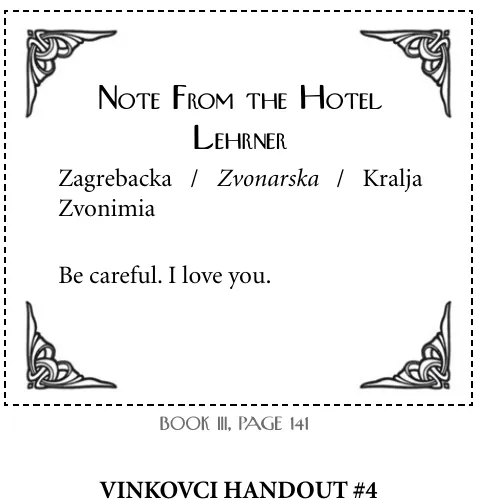 Note From the Hotel
Lehrner
Zagrebacka / Zvonarska / Kralja
Zvonimia
Be careful. I love you.
BOOK III, PAGE 141
VINKOVCI HANDOUT #4